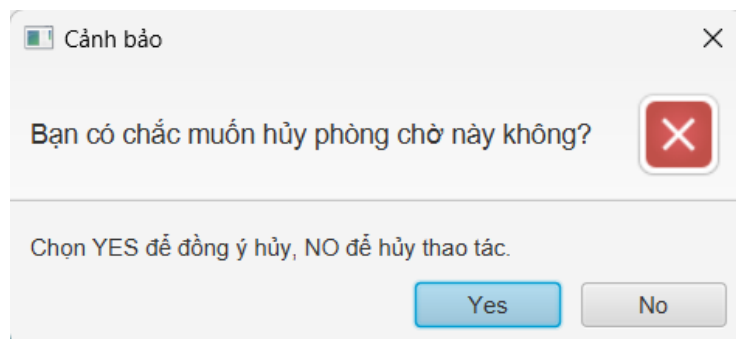 Cảnh bảo
Bạn có chắc muốn hủy phòng chờ này không?
Chọn YES để đồng ý hủy, NO để hủy thao tác.
Yes
No